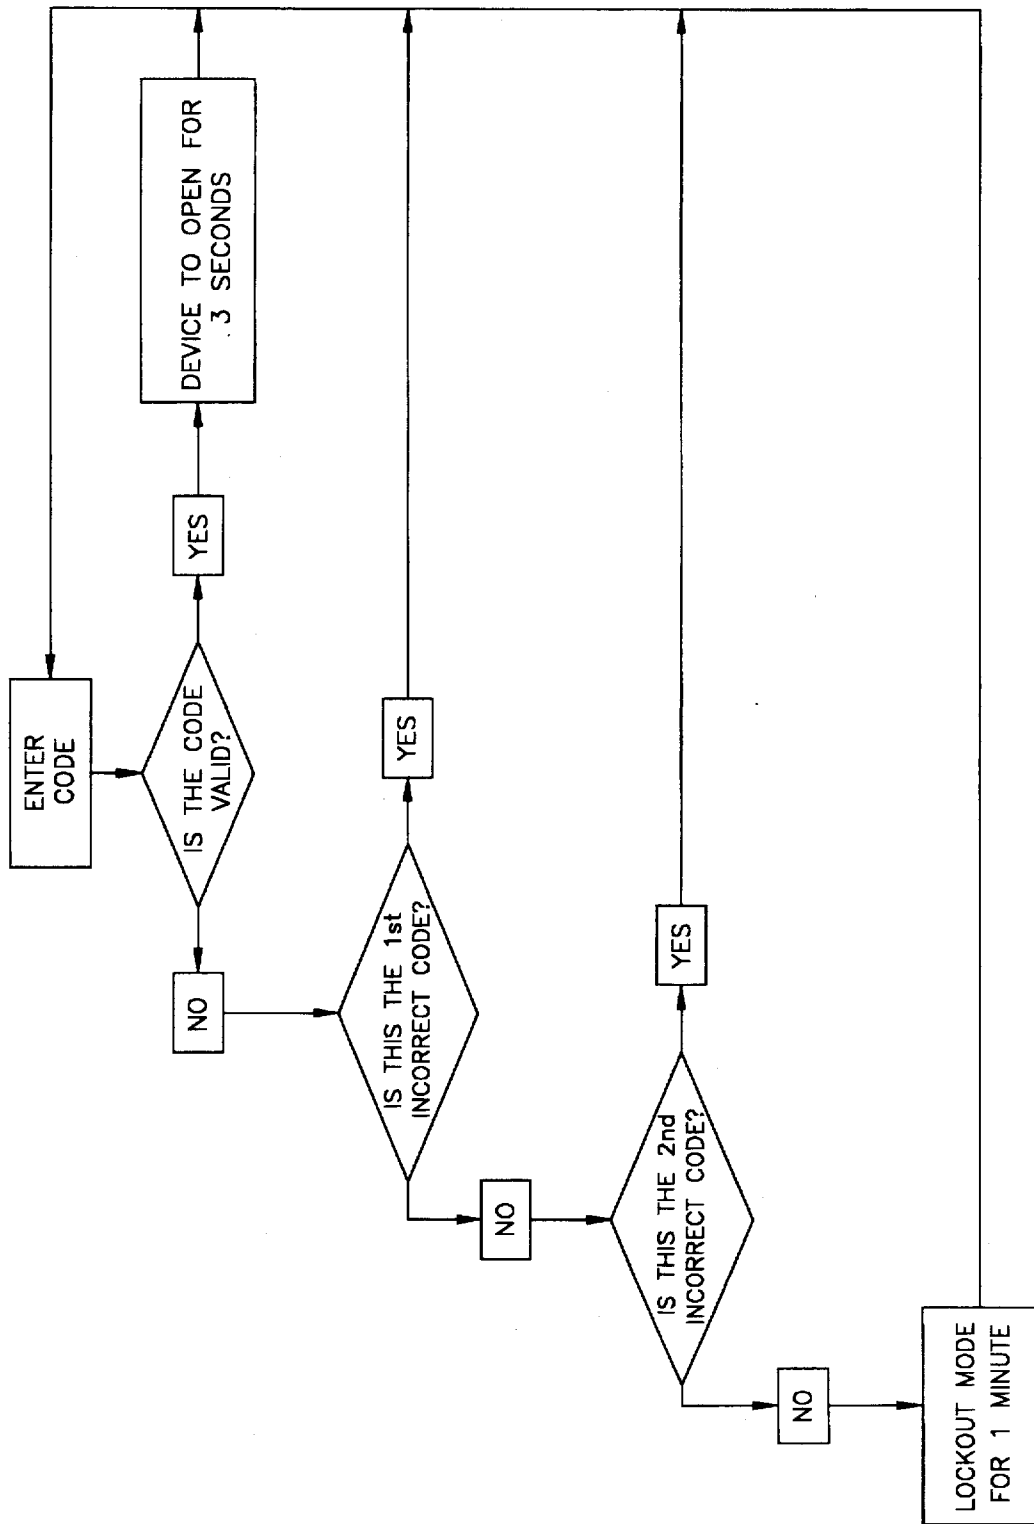 ENTER
CODE
IS THE CODE
VALID?
YES
DEVICE TO OPEN FOR
.3 SECONDS
NO
IS THIS THE 1st
INCORRECT CODE?
YES
NO
IS THIS THE 2nd
INCORRECT CODE?
YES
NO
LOCKOUT MODE
FOR 1 MINUTE